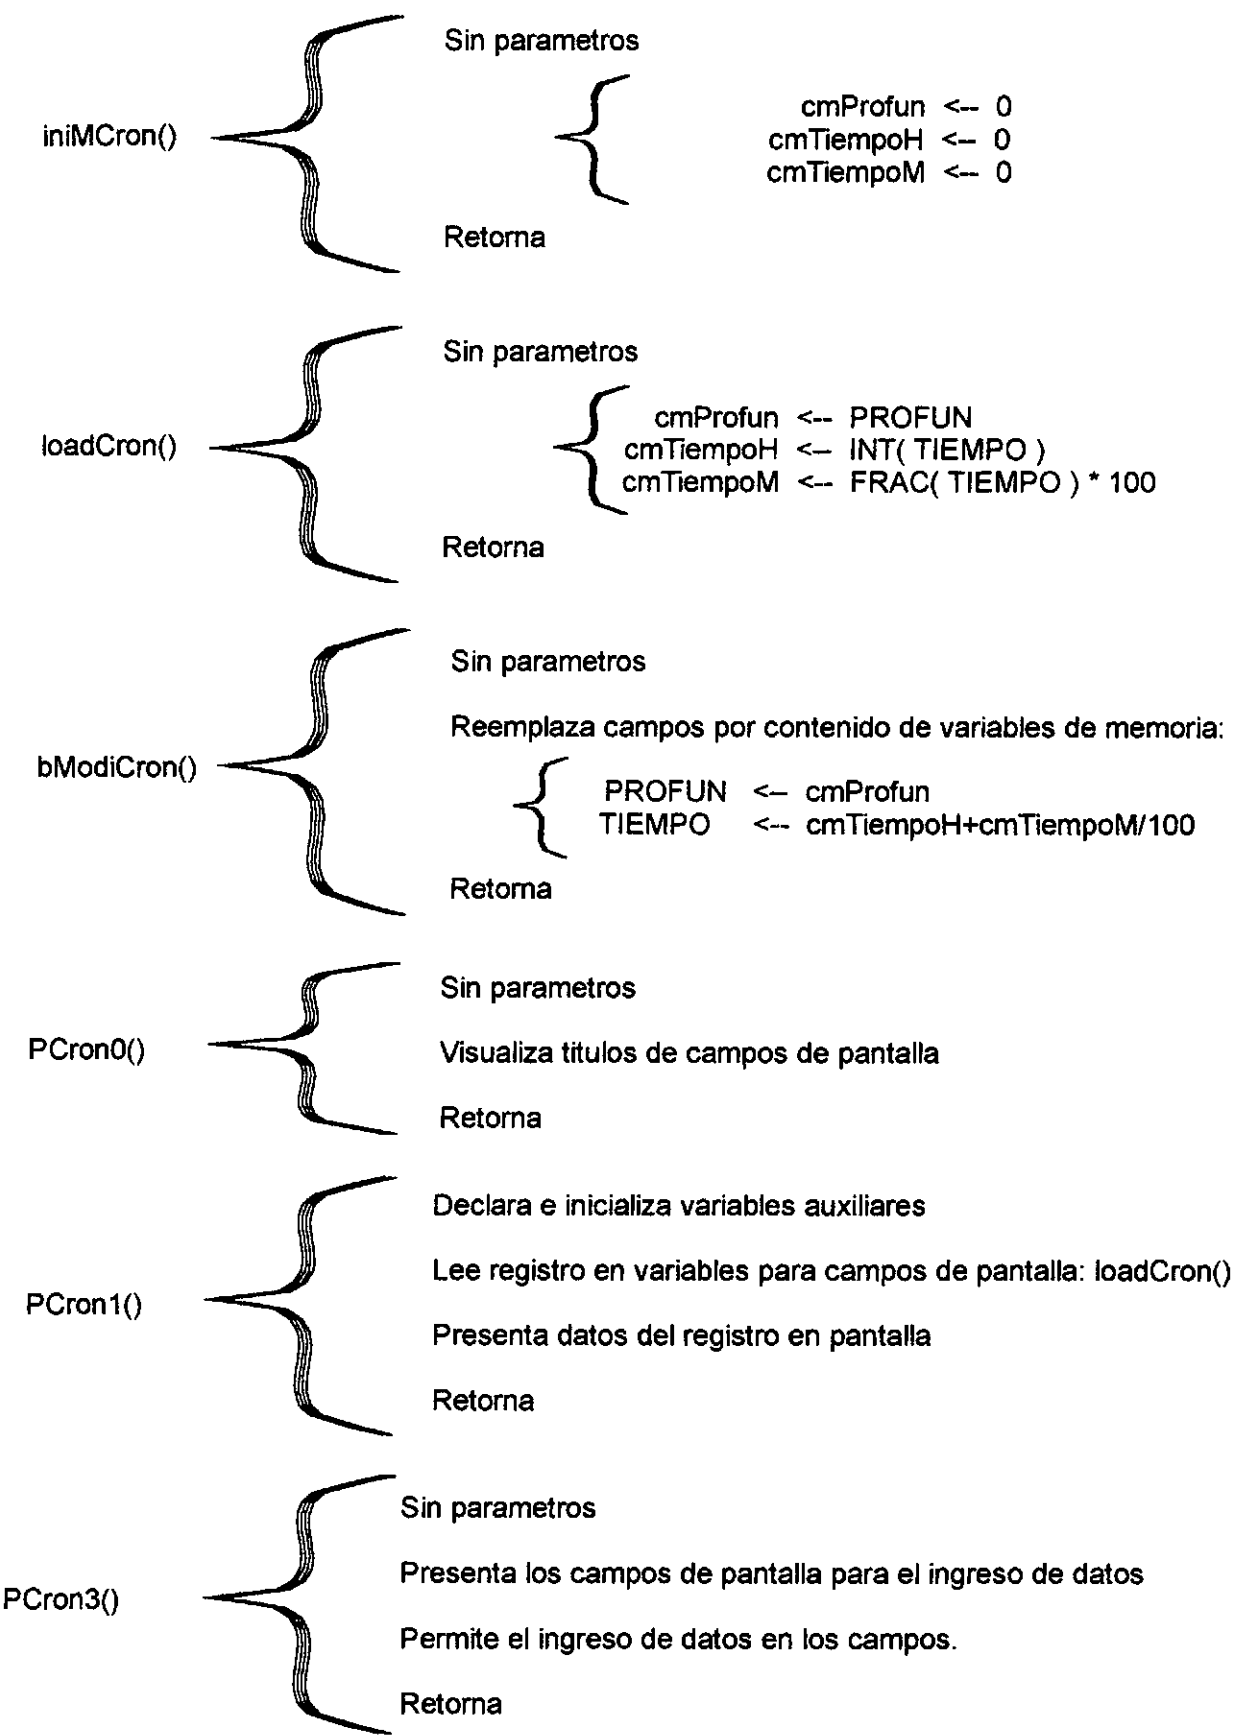 Sin parametros
iniMCron()
cmProfun <-- 0
cmTiempoH <-- 0
cmTiempoM <-- 0
Retorna
Sin parametros
loadCron()
cmProfun <-- PROFUN
cmTiempoH <-- INT( TIEMPO )
cmTiempoM <-- FRAC( TIEMPO ) * 100
Retorna
Sin parametros
Reemplaza campos por contenido de variables de memoria:
bModiCron()
PROFUN <-- cmProfun
TIEMPO <-- cmTiempoH+cmTiempoM/100
Retorna
Sin parametros
PCron0()
Visualiza titulos de campos de pantalla
Retorna
Declara e inicializa variables auxiliares
Lee registro en variables para campos de pantalla: loadCron()
PCron1()
Presenta datos del registro en pantalla
Retorna
Sin parametros
Presenta los campos de pantalla para el ingreso de datos
PCron3()
Permite el ingreso de datos en los campos.
Retorna